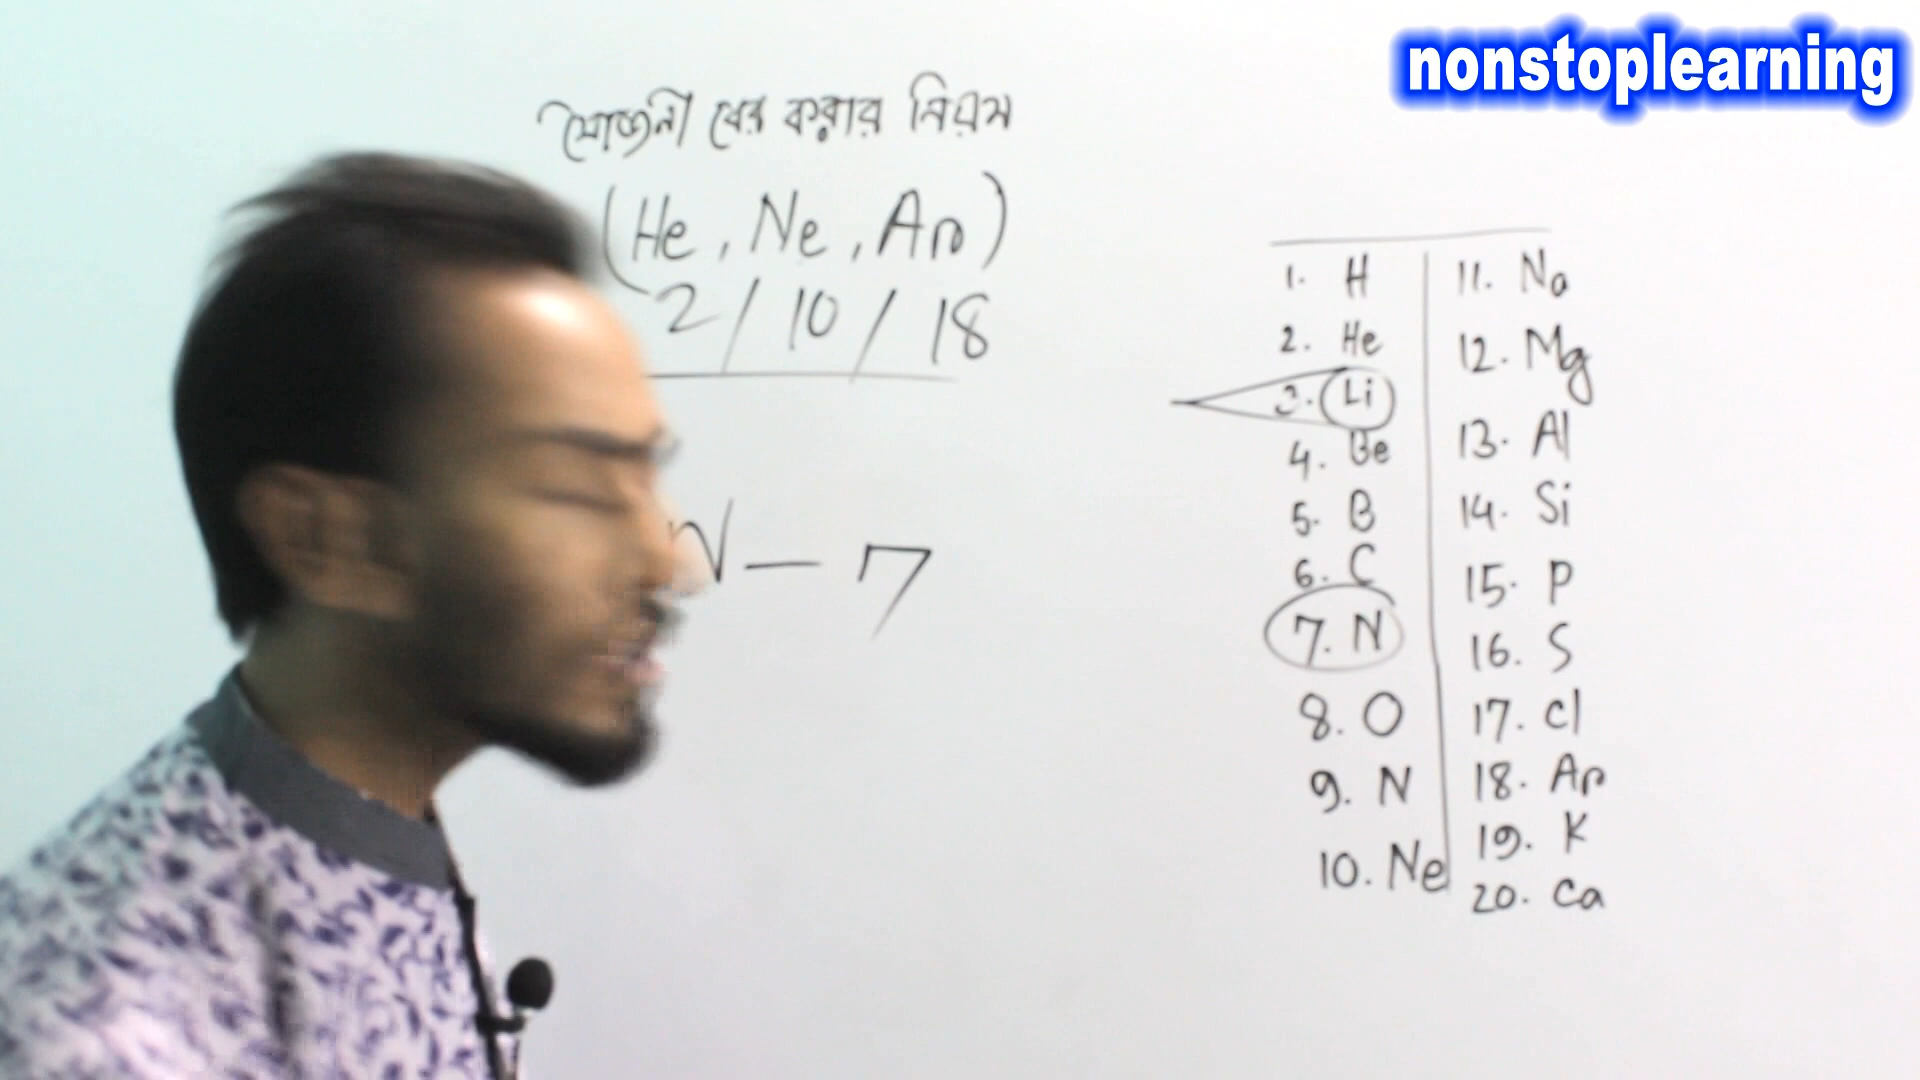 nonstoplearning
যোজনী বের করার নিয়ম
(He, Ne, Ar)
2/10/18
N — 7
1. H
2. He
3. Li
4. Be
5. B
6. C
7. N
8. O
9. N
10. Ne
11. Na
12. Mg
13. Al
14. Si
15. P
16. S
17. Cl
18. Ar
19. K
20. Ca